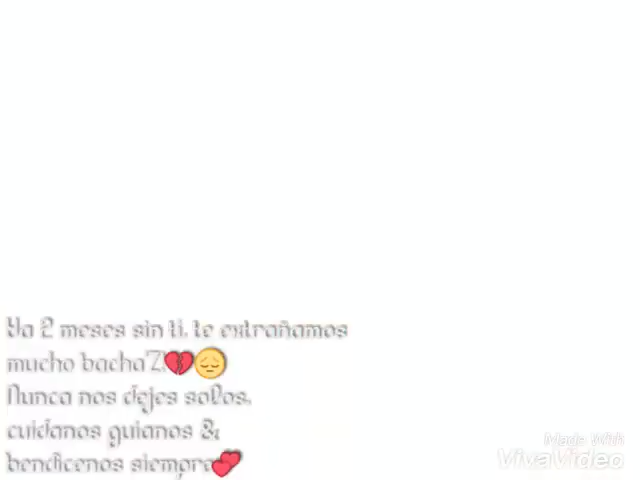 Ya 2 meses sin ti, te extrañamos
mucho bacha'Z!💔😔
Nunca nos dejes solos,
cuidanos guianos &
bendicenos siempre💕
Made With
VivaVideo